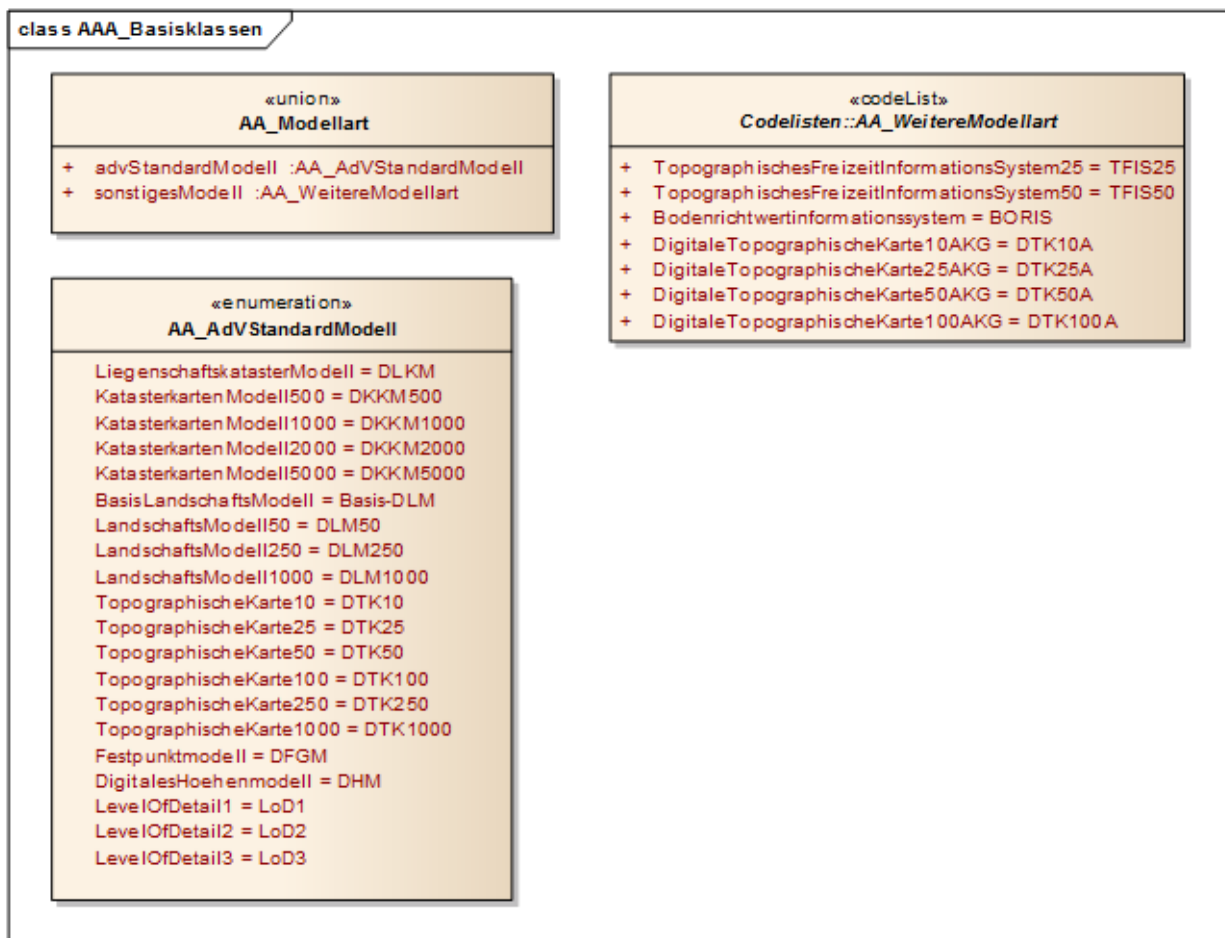 class AAA_Basisklassen
«union»
AA_Modellart
+ advStandardModell :AA_AdVStandardModell
+ sonstigesModell :AA_WeitereModellart
«codeList»
Codelisten::AA_WeitereModellart
+ TopographischesFreizeitInformationsSystem25 = TFIS25
+ TopographischesFreizeitInformationsSystem50 = TFIS50
+ Bodenrichtwertinformationssystem = BORIS
+ DigitaleTopographischeKarte10AKG = DTK10A
+ DigitaleTopographischeKarte25AKG = DTK25A
+ DigitaleTopographischeKarte50AKG = DTK50A
+ DigitaleTopographischeKarte100AKG = DTK100A
«enumeration»
AA_AdVStandardModell
LiegenschaftskatasterModell = DLKM
KatasterkartenModell500 = DKKM500
KatasterkartenModell1000 = DKKM1000
KatasterkartenModell2000 = DKKM2000
KatasterkartenModell5000 = DKKM5000
BasisLandschaftsModell = Basis-DLM
LandschaftsModell50 = DLM50
LandschaftsModell250 = DLM250
LandschaftsModell1000 = DLM1000
TopographischeKarte10 = DTK10
TopographischeKarte25 = DTK25
TopographischeKarte50 = DTK50
TopographischeKarte100 = DTK100
TopographischeKarte250 = DTK250
TopographischeKarte1000 = DTK1000
Festpunktmodell = DFGM
DigitalesHoehenmodell = DHM
LevelOfDetail1 = LoD1
LevelOfDetail2 = LoD2
LevelOfDetail3 = LoD3